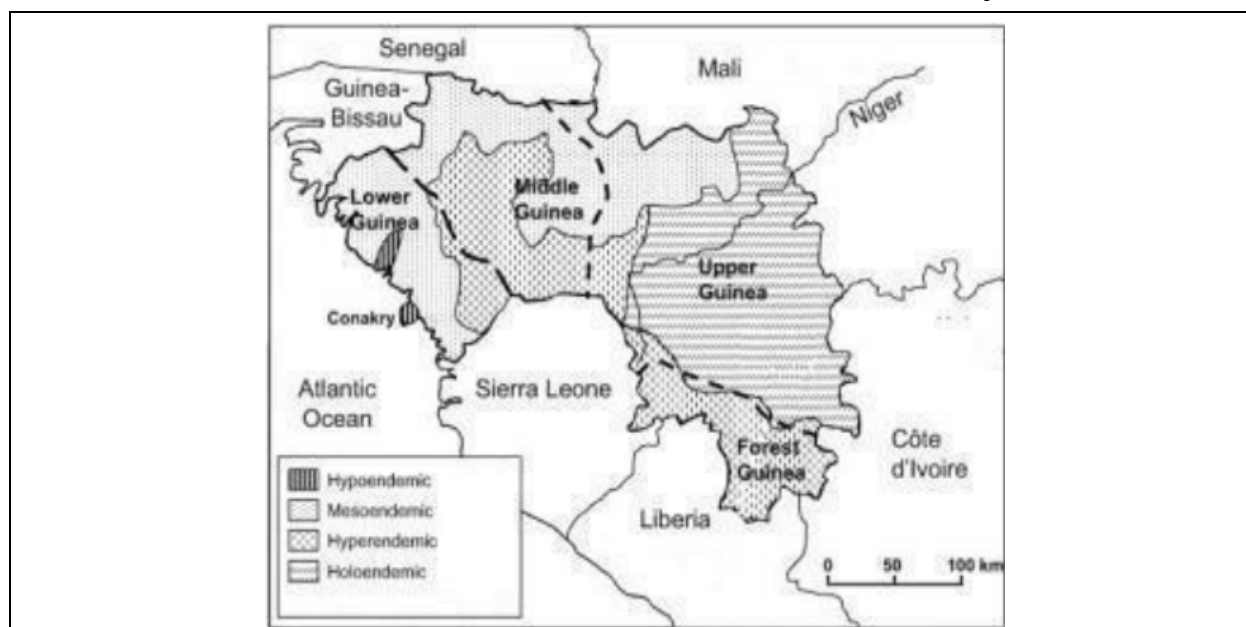 Senegal
Mali
Guinea-
Bissau
Niger
Lower
Guinea
Middle
Guinea
Upper
Guinea
Conakry
Atlantic
Ocean
Sierra Leone
Forest
Guinea
Côte
d'Ivoire
Liberia
Hypoendemic
Mesoendemic
Hyperendemic
Holoendemic
0 50 100 km